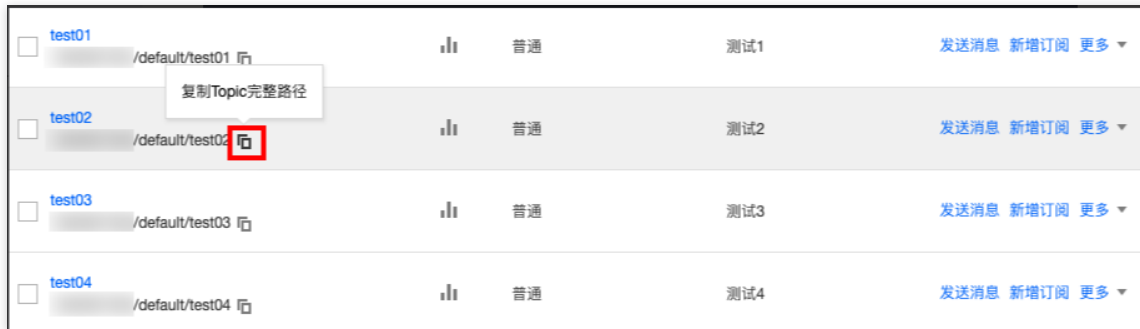 test01
/default/test01
普通
测试1
发送消息 新增订阅 更多
复制Topic完整路径
test02
/default/test02
普通
测试2
发送消息 新增订阅 更多
test03
/default/test03
普通
测试3
发送消息 新增订阅 更多
test04
/default/test04
普通
测试4
发送消息 新增订阅 更多